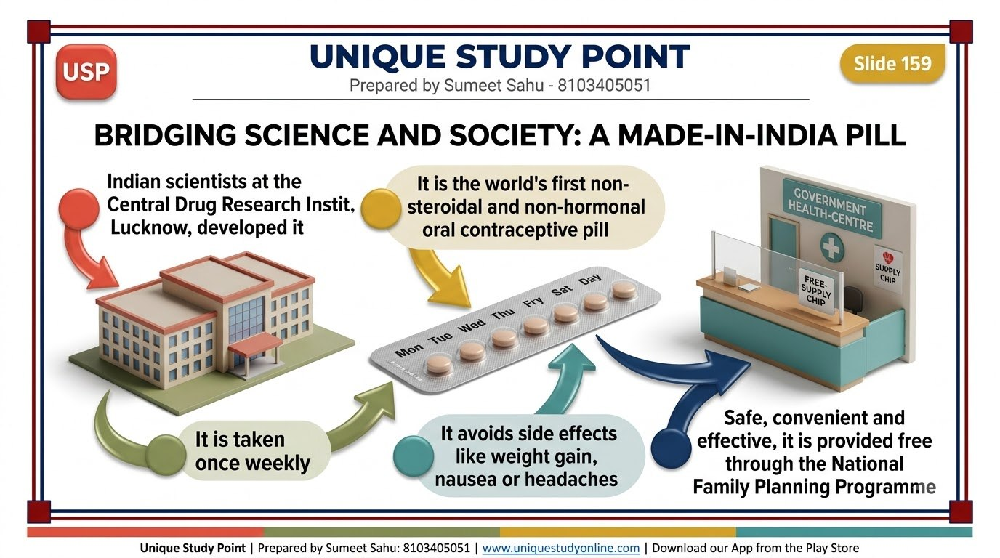 USP
UNIQUE STUDY POINT
Prepared by Sumeet Sahu - 8103405051
Slide 159
BRIDGING SCIENCE AND SOCIETY: A MADE-IN-INDIA PILL
Indian scientists at the
Central Drug Research Instit,
Lucknow, developed it
It is the world's first non-
steroidal and non-hormonal
oral contraceptive pill
GOVERNMENT
HEALTH-CENTRE
SUPPLY
CHIP
FREE-
SUPPLY
CHIP
Mon Tue Wed Thu Fry Sat Day
It is taken
once weekly
It avoids side effects
like weight gain,
nausea or headaches
Safe, convenient and
effective, it is provided free
through the National
Family Planning Programme
Unique Study Point | Prepared by Sumeet Sahu: 8103405051 | www.uniquestudyonline.com | Download our App from the Play Store